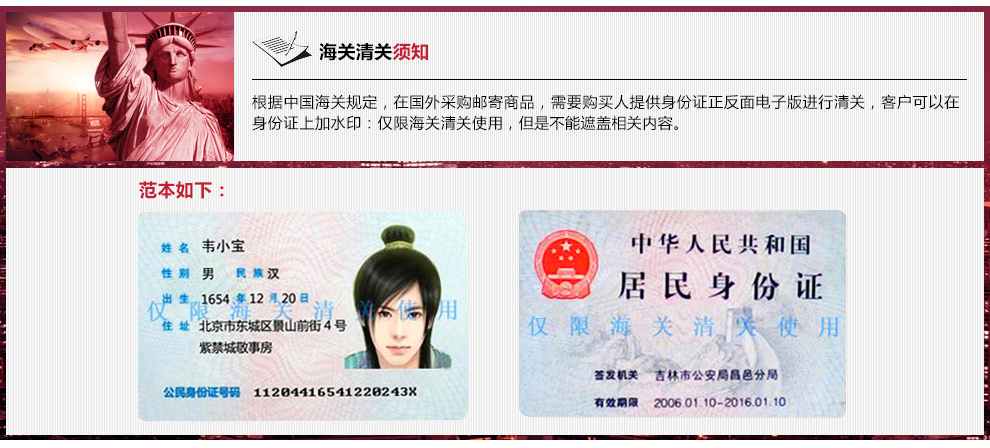 海关清关须知
根据中国海关规定，在国外采购邮寄商品，需要购买人提供身份证正反面电子版进行清关，客户可以在
身份证上加水印：仅限海关清关使用，但是不能遮盖相关内容。
范本如下：
姓 名 韦小宝
性 别 男 民 族 汉
出 生 1654 年 12 月 20 日
仅 限 海 关 清 关 使 用
住 址 北京市东城区景山前街 4 号
紫禁城敬事房
公民身份证号码 11204416541220243X
中华人民共和国
居民身份证
仅 限 海 关 清 关 使 用
签发机关 吉林市公安局昌邑分局
有效期限 2006.01.10-2016.01.10